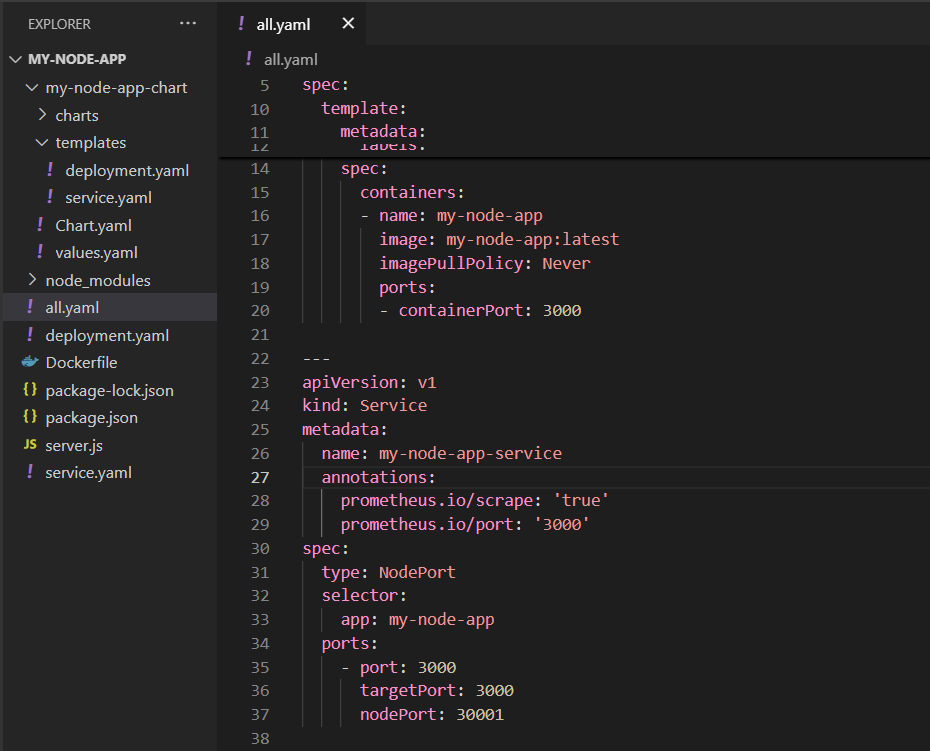 EXPLORER ...
MY-NODE-APP
my-node-app-chart
charts
templates
! deployment.yaml
! service.yaml
! Chart.yaml
! values.yaml
node_modules
! all.yaml
! deployment.yaml
Dockerfile
{} package-lock.json
{} package.json
JS server.js
! service.yaml
! all.yaml ×
! all.yaml
5 spec:
10 template:
11 metadata:
12 labels:
14 spec:
15 containers:
16 - name: my-node-app
17 image: my-node-app:latest
18 imagePullPolicy: Never
19 ports:
20 - containerPort: 3000
21
22 ---
23 apiVersion: v1
24 kind: Service
25 metadata:
26 name: my-node-app-service
27 annotations:
28 prometheus.io/scrape: 'true'
29 prometheus.io/port: '3000'
30 spec:
31 type: NodePort
32 selector:
33 app: my-node-app
34 ports:
35 - port: 3000
36 targetPort: 3000
37 nodePort: 30001
38